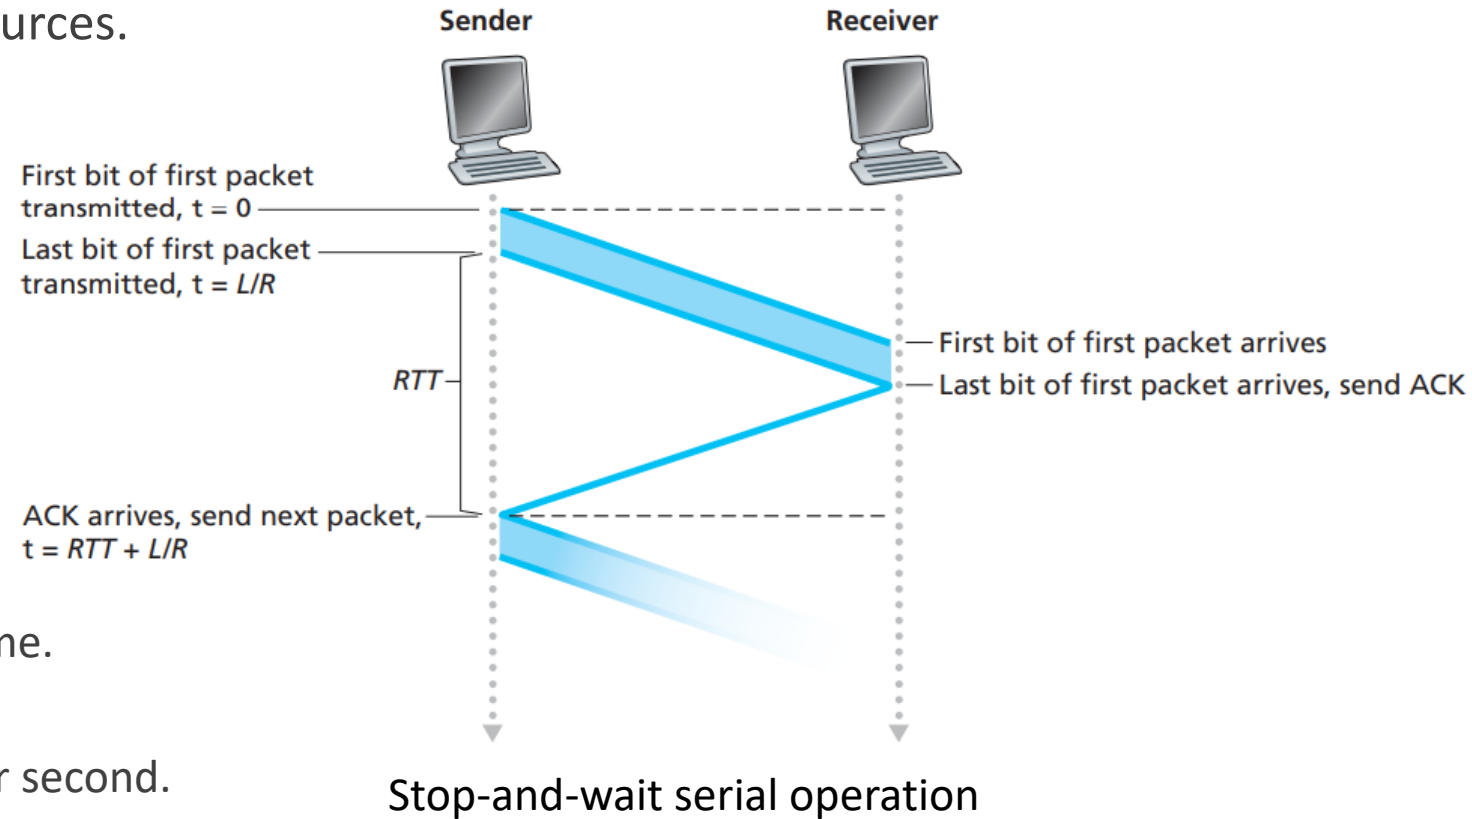 urces.
Sender
Receiver
First bit of first packet
transmitted, t = 0
Last bit of first packet
transmitted, t = L/R
First bit of first packet arrives
RTT
Last bit of first packet arrives, send ACK
ACK arrives, send next packet,
t = RTT + L/R
ne.
r second.
Stop-and-wait serial operation